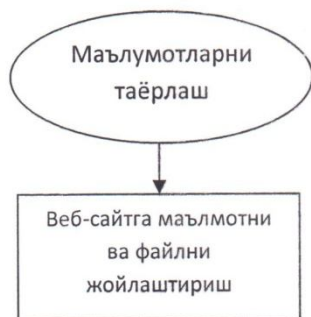 Маълумотларни
таёрлаш
Веб-сайтга маълмотни
ва файлни
жойлаштириш